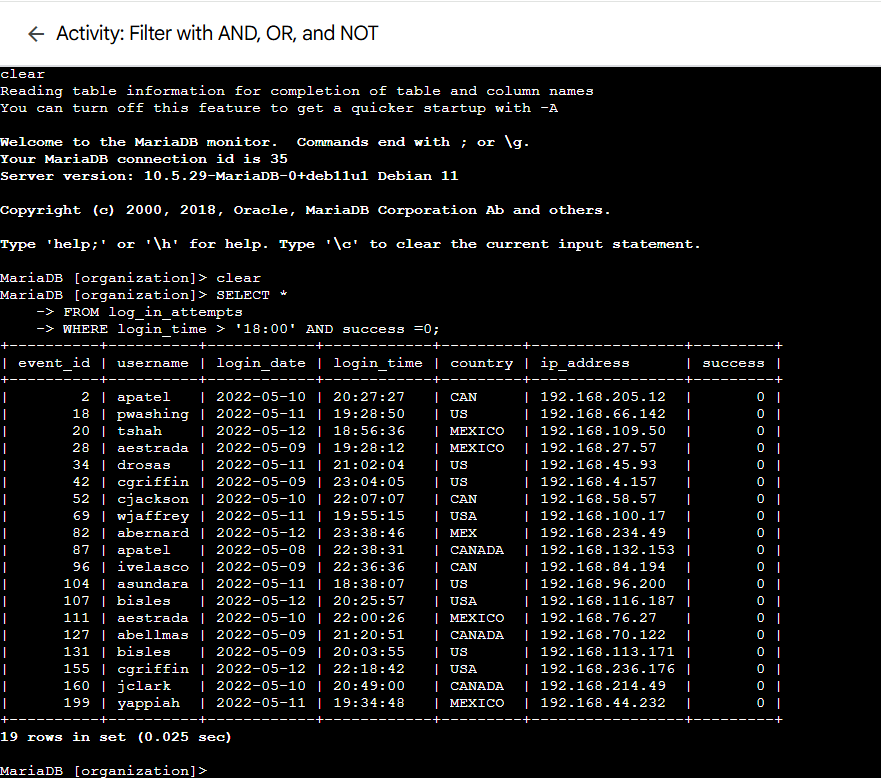 ← Activity: Filter with AND, OR, and NOT
clear
Reading table information for completion of table and column names
You can turn off this feature to get a quicker startup with -A
Welcome to the MariaDB monitor.  Commands end with ; or \g.
Your MariaDB connection id is 35
Server version: 10.5.29-MariaDB-0+deb11u1 Debian 11
Copyright (c) 2000, 2018, Oracle, MariaDB Corporation Ab and others.
Type 'help;' or '\h' for help. Type '\c' to clear the current input statement.
MariaDB [organization]> clear
MariaDB [organization]> SELECT *
    -> FROM log_in_attempts
    -> WHERE login_time > '18:00' AND success =0;
+----------+----------+------------+------------+---------+-----------------+---------+
| event_id | username | login_date | login_time | country | ip_address      | success |
+----------+----------+------------+------------+---------+-----------------+---------+
|        2 | apatel   | 2022-05-10 | 20:27:27   | CAN     | 192.168.205.12  |       0 |
|       18 | pwashing | 2022-05-11 | 19:28:50   | US      | 192.168.66.142  |       0 |
|       20 | tshah    | 2022-05-12 | 18:56:36   | MEXICO  | 192.168.109.50  |       0 |
|       28 | aestrada | 2022-05-09 | 19:28:12   | MEXICO  | 192.168.27.57   |       0 |
|       34 | drosas   | 2022-05-11 | 21:02:04   | US      | 192.168.45.93   |       0 |
|       42 | cgriffin | 2022-05-09 | 23:04:05   | US      | 192.168.4.157   |       0 |
|       52 | cjackson | 2022-05-10 | 22:07:07   | CAN     | 192.168.58.57   |       0 |
|       69 | wjaffrey | 2022-05-11 | 19:55:15   | USA     | 192.168.100.17  |       0 |
|       82 | abernard | 2022-05-12 | 23:38:46   | MEX     | 192.168.234.49  |       0 |
|       87 | apatel   | 2022-05-08 | 22:38:31   | CANADA  | 192.168.132.153 |       0 |
|       96 | ivelasco | 2022-05-09 | 22:36:36   | CAN     | 192.168.84.194  |       0 |
|      104 | asundara | 2022-05-11 | 18:38:07   | US      | 192.168.96.200  |       0 |
|      107 | bisles   | 2022-05-12 | 20:25:57   | USA     | 192.168.116.187 |       0 |
|      111 | aestrada | 2022-05-10 | 22:00:26   | MEXICO  | 192.168.76.27   |       0 |
|      127 | abellmas | 2022-05-09 | 21:20:51   | CANADA  | 192.168.70.122  |       0 |
|      131 | bisles   | 2022-05-09 | 20:03:55   | US      | 192.168.113.171 |       0 |
|      155 | cgriffin | 2022-05-12 | 22:18:42   | USA     | 192.168.236.176 |       0 |
|      160 | jclark   | 2022-05-10 | 20:49:00   | CANADA  | 192.168.214.49  |       0 |
|      199 | yappiah  | 2022-05-11 | 19:34:48   | MEXICO  | 192.168.44.232  |       0 |
+----------+----------+------------+------------+---------+-----------------+---------+
19 rows in set (0.025 sec)
MariaDB [organization]>